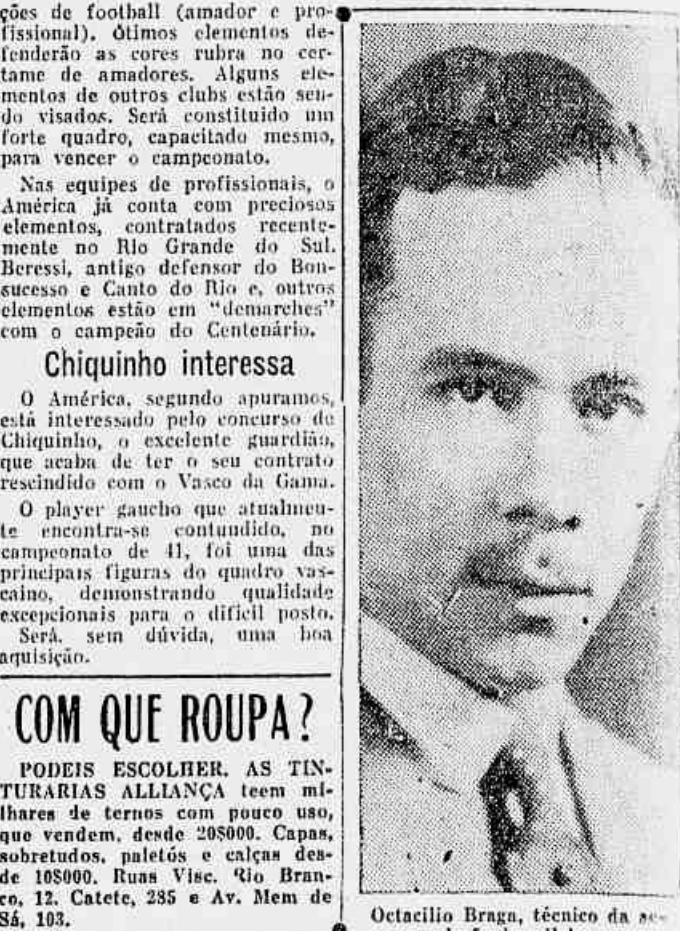 ções de football (amador e pro-
fissional). Ótimos elementos de-
fenderão as cores rubra no cer-
tame de amadores. Alguns ele-
mentos de outros clubs estão sen-
do visados. Será constituido um
forte quadro, capacitado mesmo,
para vencer o campeonato.
Nas equipes de profissionais, o
América já conta com preciosos
elementos, contratados recente-
mente no Rio Grande do Sul.
Beressi, antigo defensor do Bon-
sucesso e Canto do Rio e, outros
elementos estão em "demarches"
com o campeão do Centenário.
Chiquinho interessa
O América, segundo apuramos,
está interessado pelo concurso de
Chiquinho, o excelente guardião,
que acaba de ter o seu contrato
rescindido com o Vasco da Gama.
O player gaucho que atualmen-
te encontra-se contundido, no
campeonato de 41, foi uma das
principais figuras do quadro vas-
caino, demonstrando qualidade
excepcionais para o dificil posto.
Será, sem dúvida, uma boa
aquisição.
COM QUE ROUPA?
PODEIS ESCOLHER. AS TIN-
TURARIAS ALLIANÇA teem mi-
lhares de ternos com pouco uso,
que vendem, desde 20$000. Capas,
sobretudos, paletós e calças des-
de 10$000. Ruas Visc. Rio Bran-
co, 12. Catete, 285 e Av. Mem de
Sá, 103.
Octacilio Braga, técnico da se-